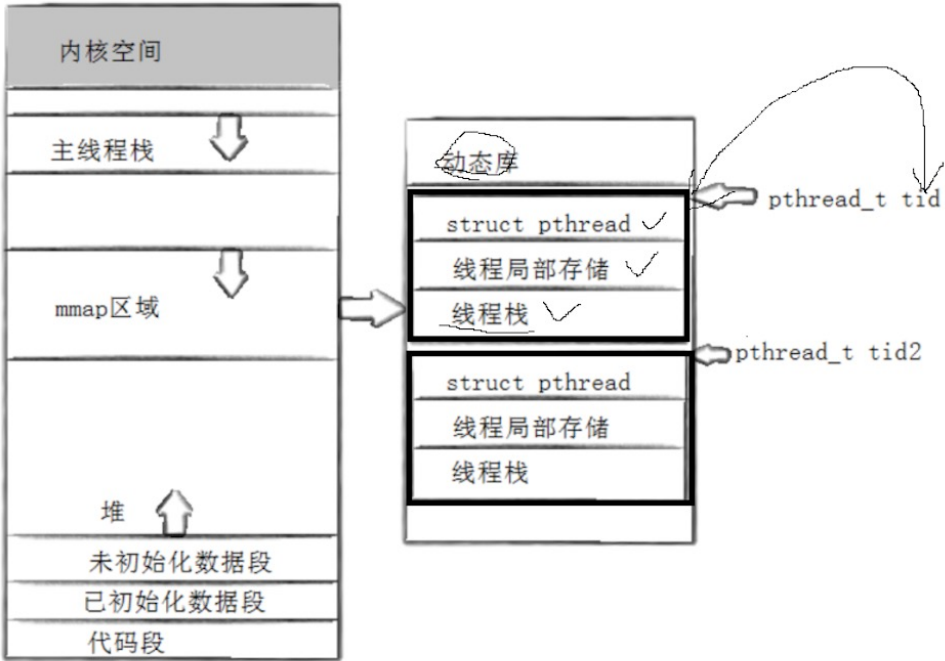 内核空间
主线程栈
mmap区域
堆
未初始化数据段
已初始化数据段
代码段
动态库
struct pthread
线程局部存储
线程栈
pthread_t tid
struct pthread
线程局部存储
线程栈
pthread_t tid2